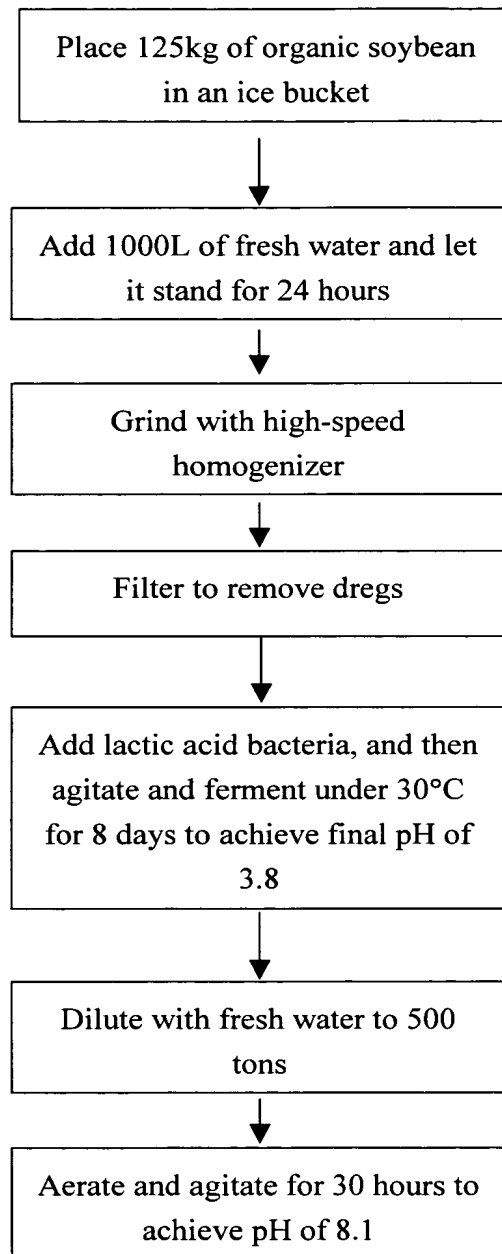 Place 125kg of organic soybean
in an ice bucket
Add 1000L of fresh water and let
it stand for 24 hours
Grind with high-speed
homogenizer
Filter to remove dregs
Add lactic acid bacteria, and then
agitate and ferment under 30°C
for 8 days to achieve final pH of
3.8
Dilute with fresh water to 500
tons
Aerate and agitate for 30 hours to
achieve pH of 8.1